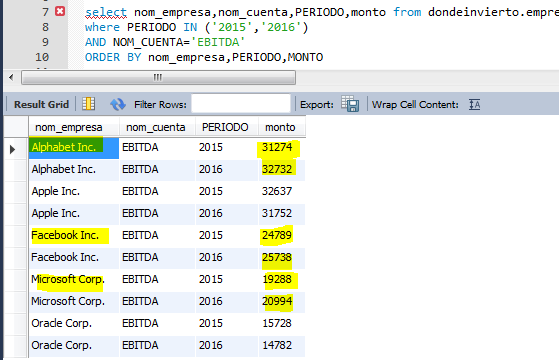 7 select nom_empresa,nom_cuenta,PERIODO,monto from dondeinvierto.empre
8 where PERIODO IN ('2015','2016')
9 AND NOM_CUENTA='EBITDA'
10 ORDER BY nom_empresa,PERIODO,MONTO
Result Grid Filter Rows: Export: Wrap Cell Content: IA
nom_empresa nom_cuenta PERIODO monto
Alphabet Inc. EBITDA 2015 31274
Alphabet Inc. EBITDA 2016 32732
Apple Inc. EBITDA 2015 32637
Apple Inc. EBITDA 2016 31752
Facebook Inc. EBITDA 2015 24789
Facebook Inc. EBITDA 2016 25738
Microsoft Corp. EBITDA 2015 19288
Microsoft Corp. EBITDA 2016 20994
Oracle Corp. EBITDA 2015 15728
Oracle Corp. EBITDA 2016 14782